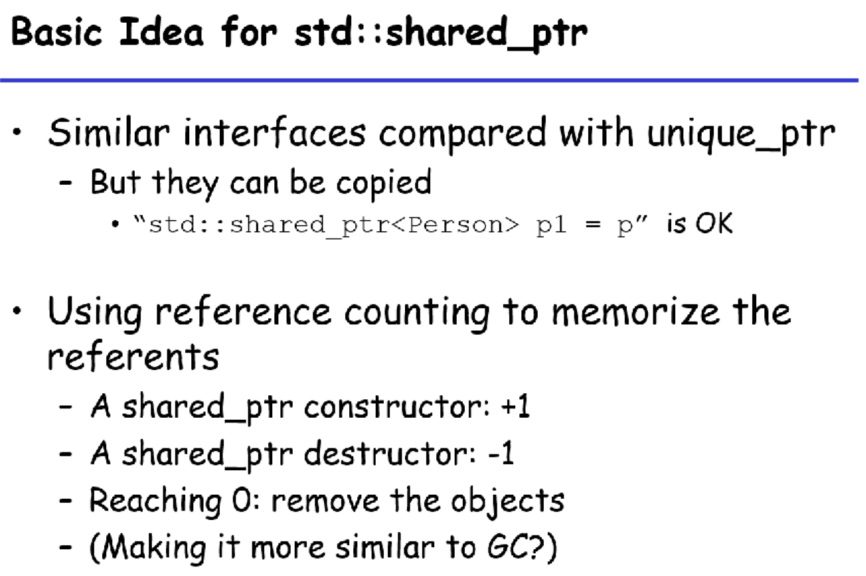 Basic Idea for std::shared_ptr
• Similar interfaces compared with unique_ptr
– But they can be copied
• “std::shared_ptr<Person> p1 = p” is OK
• Using reference counting to memorize the
referents
– A shared_ptr constructor: +1
– A shared_ptr destructor: -1
– Reaching 0: remove the objects
– (Making it more similar to GC?)